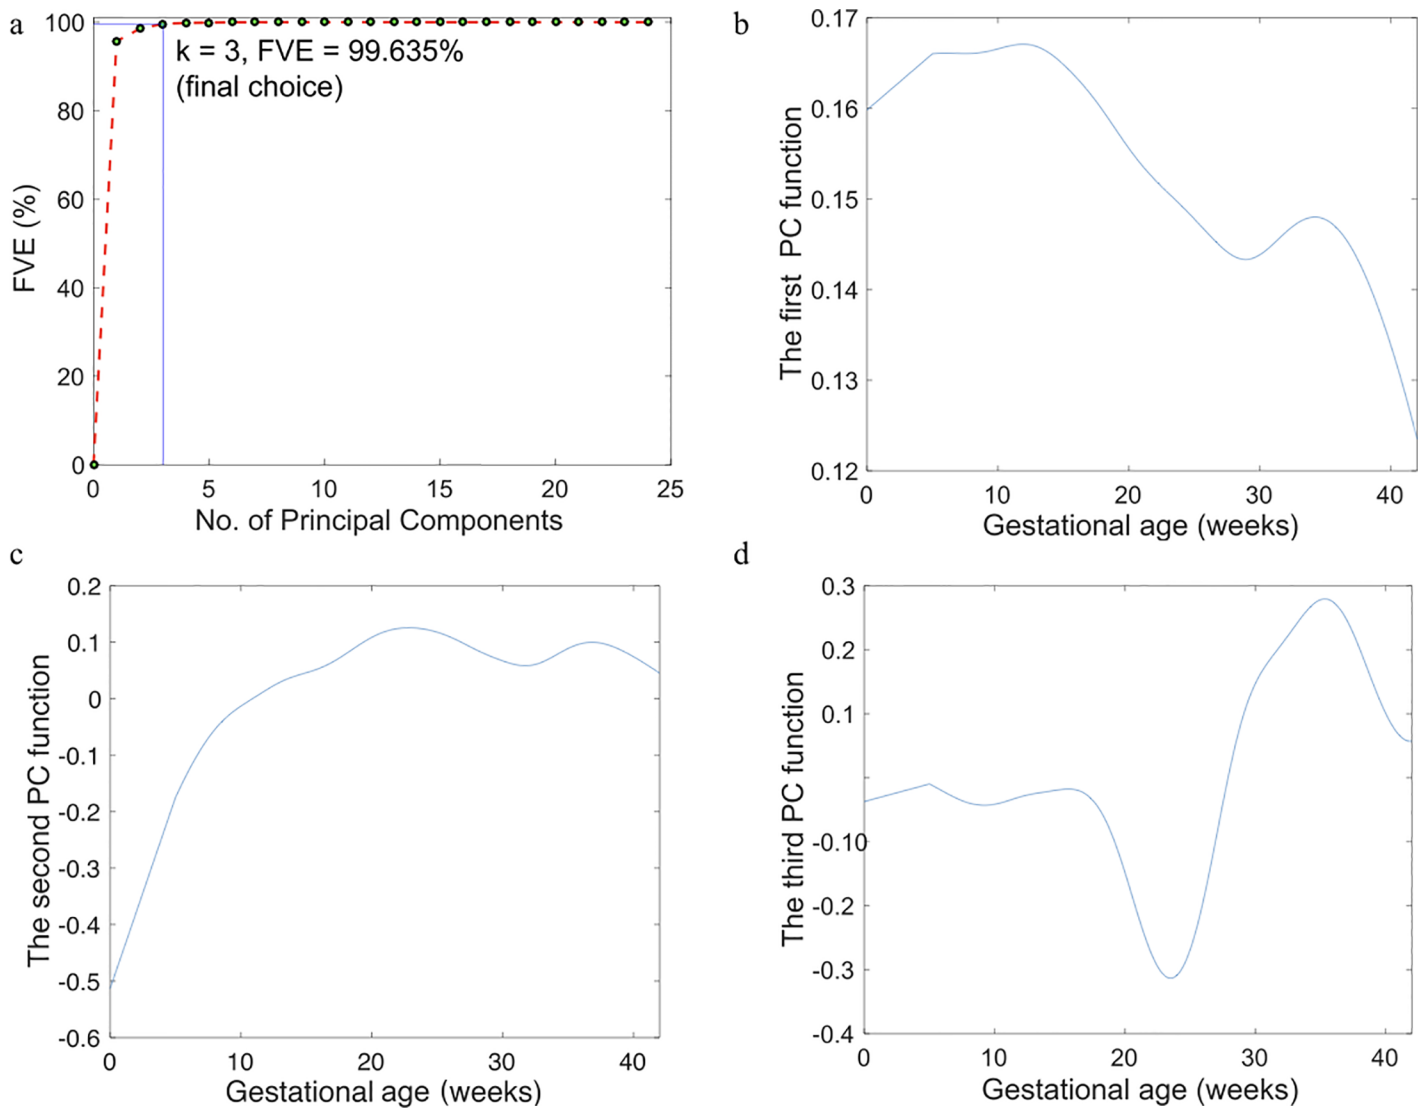 a
100
80
60
40
20
0
FVE (%)
k = 3, FVE = 99.635%
(final choice)
0 5 10 15 20 25
No. of Principal Components
b
0.17
0.16
0.15
0.14
0.13
0.12
The first PC function
0 10 20 30 40
Gestational age (weeks)
c
0.2
0.1
0
-0.1
-0.2
-0.3
-0.4
-0.5
-0.6
The second PC function
0 10 20 30 40
Gestational age (weeks)
d
0.3
0.2
0.1
-0.10
-0.2
-0.3
-0.4
The third PC function
0 10 20 30 40
Gestational age (weeks)